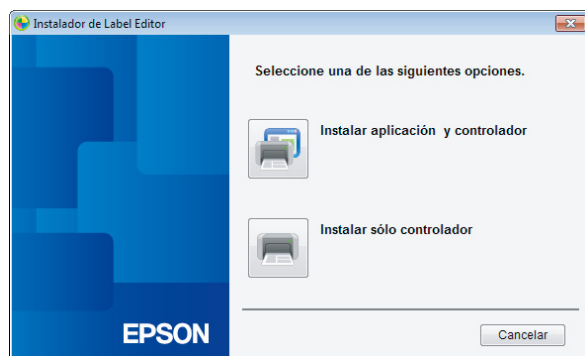 Instalador de Label Editor
Seleccione una de las siguientes opciones.
Instalar aplicación y controlador
Instalar sólo controlador
EPSON
Cancelar